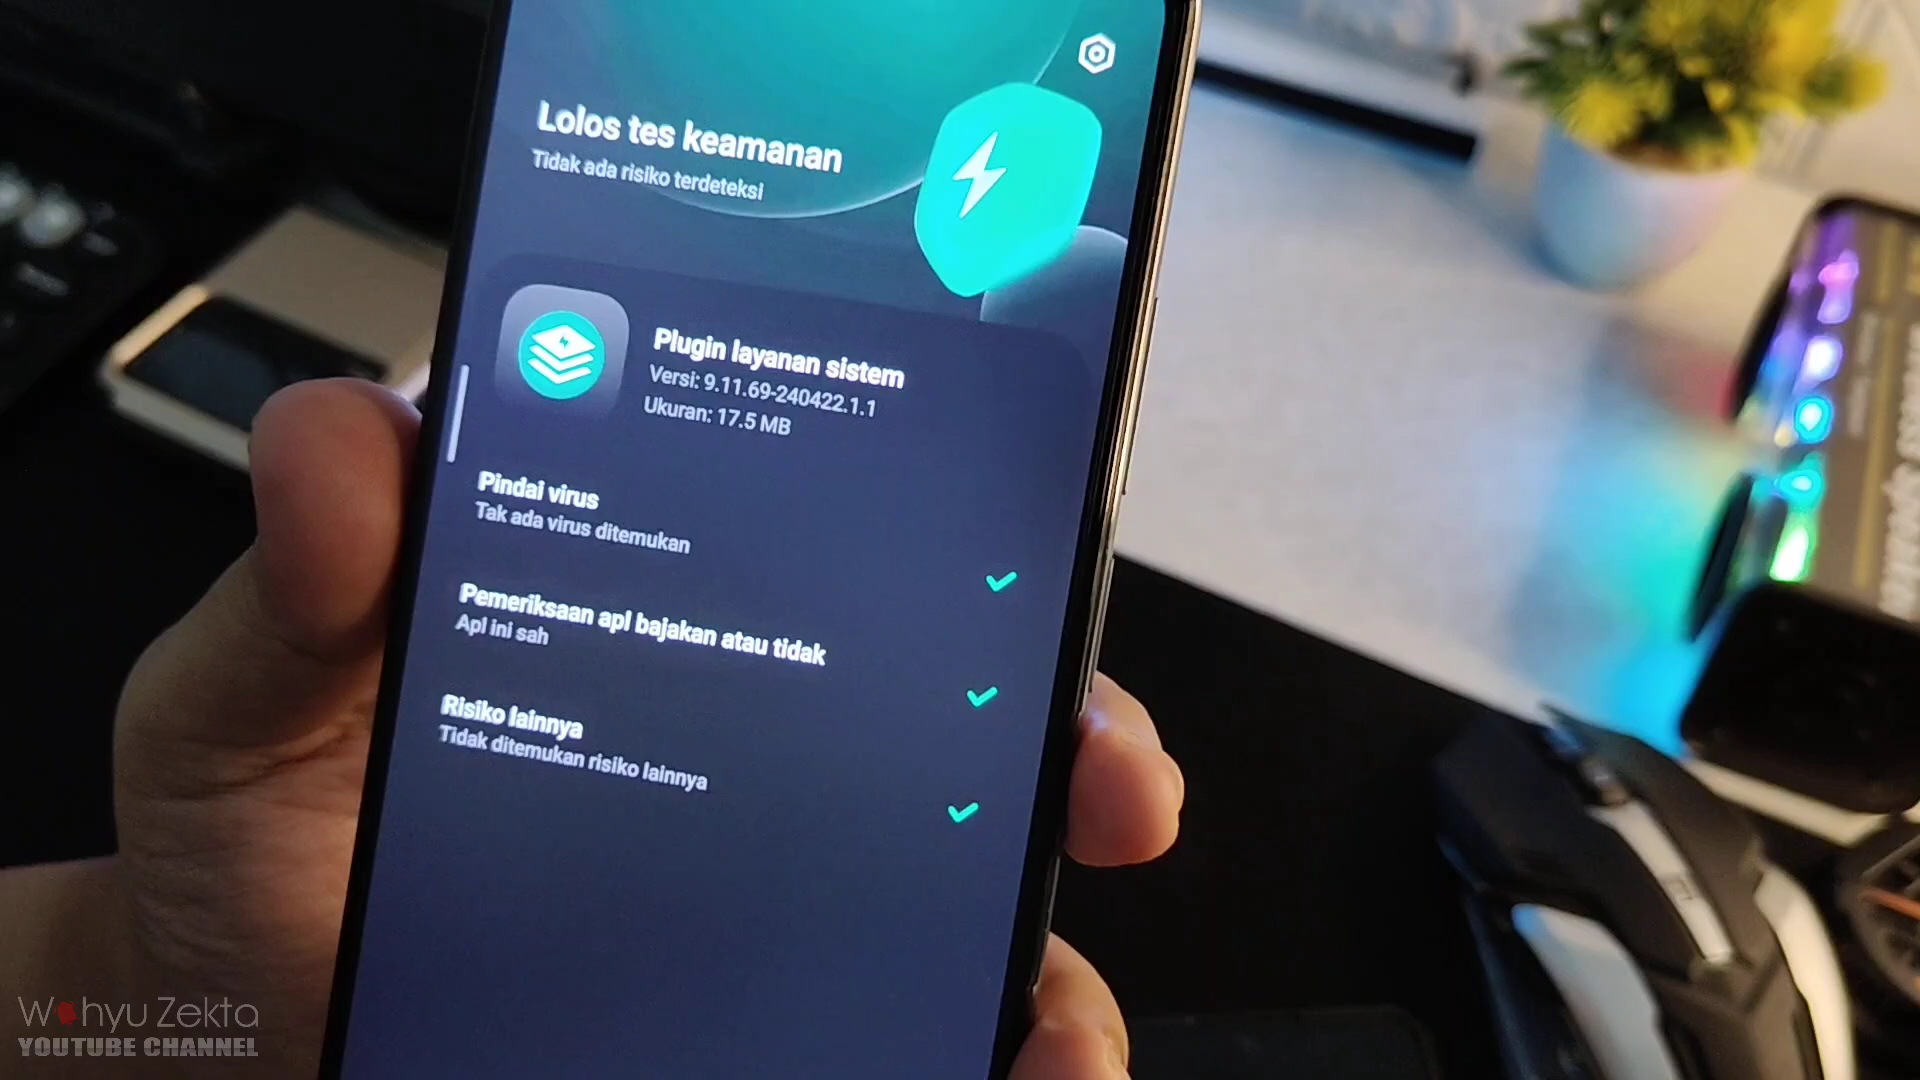 Lolos tes keamanan
Tidak ada risiko terdeteksi
Plugin layanan sistem
Versi: 9.11.69-240422.1.1
Ukuran: 17.5 MB
Pindai virus
Tak ada virus ditemukan
Pemeriksaan apl bajakan atau tidak
Apl ini sah
Risiko lainnya
Tidak ditemukan risiko lainnya
Wahyu Zekta
YOUTUBE CHANNEL